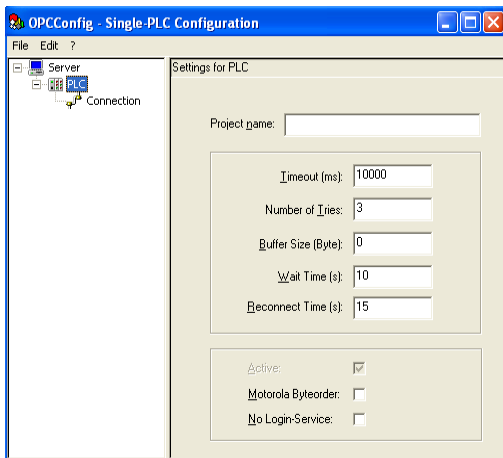 OPCConfig - Single-PLC Configuration
File Edit ?
Server
PLC
Connection
Settings for PLC
Project name:
Timeout (ms): 10000
Number of Tries: 3
Buffer Size (Byte): 0
Wait Time (s): 10
Reconnect Time (s): 15
Active:
Motorola Byteorder:
No Login-Service: